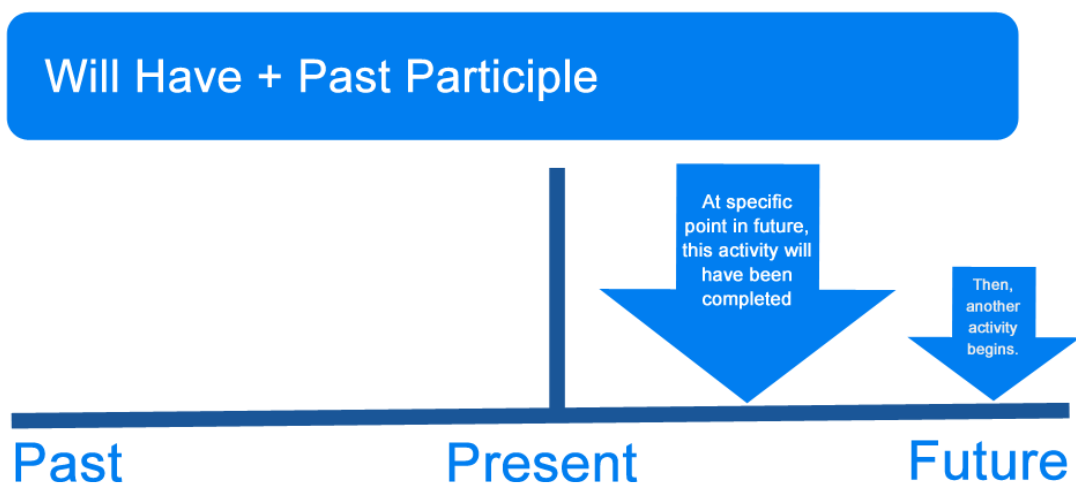 Will Have + Past Participle
At specific
point in future,
this activity will
have been
completed
Then,
another
activity
begins.
Past
Present
Future